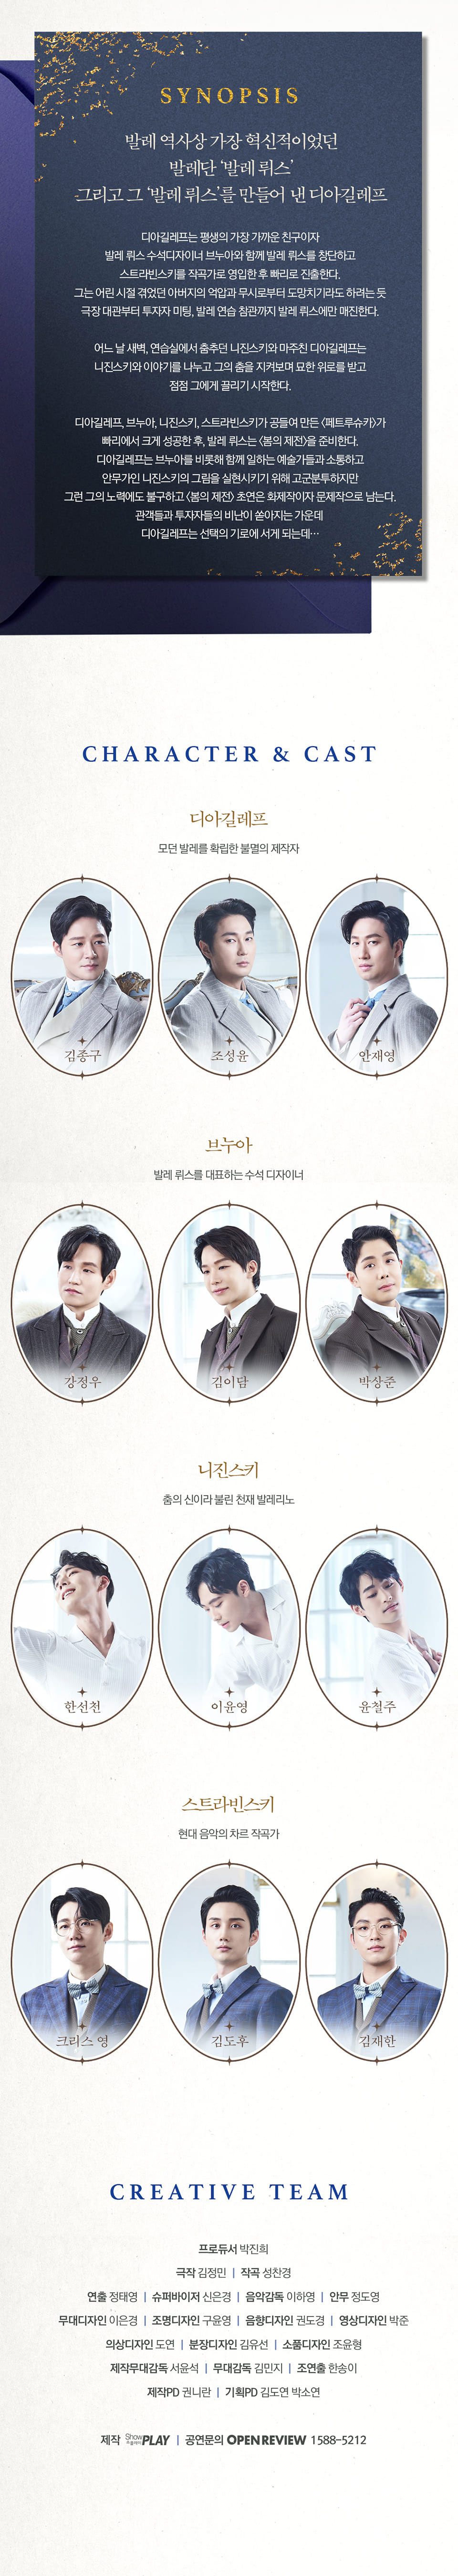 SYNOPSIS
발레 역사상 가장 혁신적이었던
발레단 ‘발레 뤼스’
그리고 그 ‘발레 뤼스’를 만들어 낸 디아길레프
디아길레프는 평생의 가장 가까운 친구이자
발레 뤼스 수석디자이너 브누아와 함께 발레 뤼스를 창단하고
스트라빈스키를 작곡가로 영입한 후 빠리로 진출한다.
그는 어린 시절 겪었던 아버지의 억압과 무시로부터 도망치기라도 하려는 듯
극장 대관부터 투자자 미팅, 발레 연습 참관까지 발레 뤼스에만 매진한다.
어느 날 새벽, 연습실에서 춤추던 니진스키와 마주친 디아길레프는
니진스키와 이야기를 나누고 그의 춤을 지켜보며 묘한 위로를 받고
점점 그에게 끌리기 시작한다.
디아길레프, 브누아, 니진스키, 스트라빈스키가 공들여 만든 <페트루슈카>가
빠리에서 크게 성공한 후, 발레 뤼스는 <봄의 제전>을 준비한다.
디아길레프는 브누아를 비롯해 함께 일하는 예술가들과 소통하고
안무가인 니진스키의 그림을 실현시키기 위해 고군분투하지만
그런 그의 노력에도 불구하고 <봄의 제전> 초연은 화제작이자 문제작으로 남는다.
관객들과 투자자들의 비난이 쏟아지는 가운데
디아길레프는 선택의 기로에 서게 되는데…
CHARACTER & CAST
디아길레프
모던 발레를 확립한 불멸의 제작자
김종구 조성윤 안재영
브누아
발레 뤼스를 대표하는 수석 디자이너
강정우 김이담 박상준
니진스키
춤의 신이라 불린 천재 발레리노
한선천 이윤영 윤철주
스트라빈스키
현대 음악의 차르 작곡가
크리스 영 김도후 김재한
CREATIVE TEAM
프로듀서 박진희
극작 김정민 | 작곡 성찬경
연출 정태영 | 슈퍼바이저 신은경 | 음악감독 이하영 | 안무 정도영
무대디자인 이은경 | 조명디자인 구윤영 | 음향디자인 권도경 | 영상디자인 박준
의상디자인 도연 | 분장디자인 김유선 | 소품디자인 조윤형
제작무대감독 서윤석 | 무대감독 김민지 | 조연출 한송이
제작PD 권니란 | 기획PD 김도연 박소연
제작 Show 쇼플레이 PLAY | 공연문의 OPEN REVIEW 1588-5212